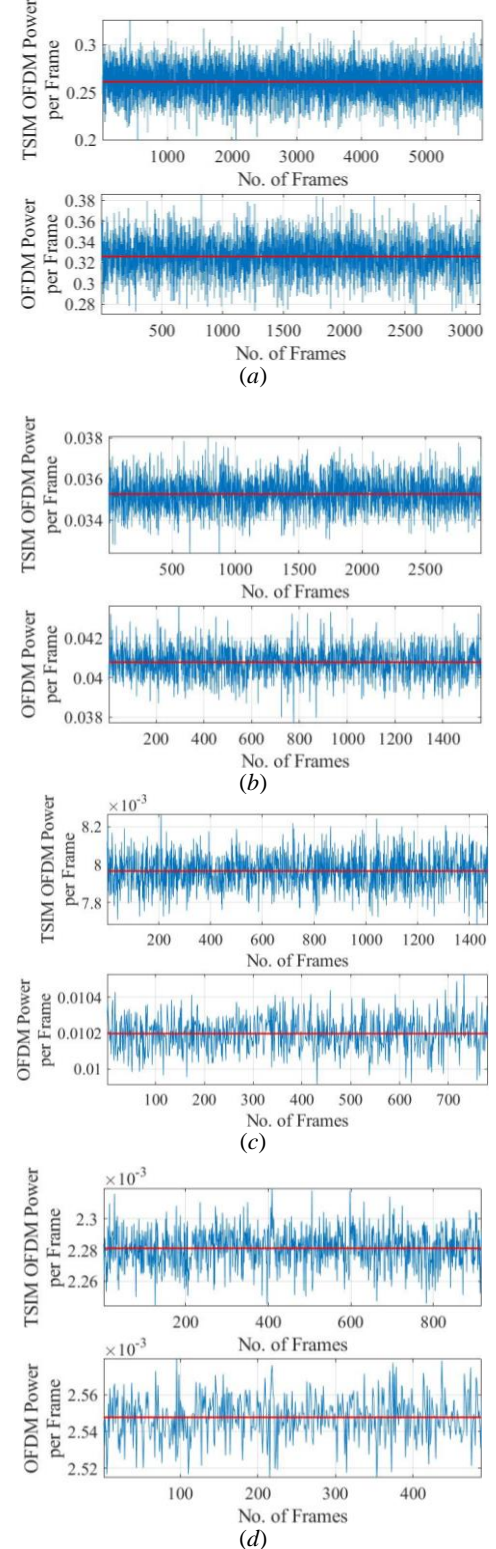 TSIM OFDM Power
per Frame
0.3
0.25
0.2
1000 2000 3000 4000 5000
No. of Frames
OFDM Power
per Frame
0.38
0.36
0.34
0.32
0.3
0.28
500 1000 1500 2000 2500 3000
No. of Frames
(a)
TSIM OFDM Power
per Frame
0.038
0.036
0.034
500 1000 1500 2000 2500
No. of Frames
OFDM Power
per Frame
0.042
0.04
0.038
200 400 600 800 1000 1200 1400
No. of Frames
(b)
×10-3
TSIM OFDM Power
per Frame
8.2
8
7.8
200 400 600 800 1000 1200 1400
No. of Frames
OFDM Power
per Frame
0.0104
0.0102
0.01
100 200 300 400 500 600 700
No. of Frames
(c)
×10-3
TSIM OFDM Power
per Frame
2.3
2.28
2.26
200 400 600 800
No. of Frames
×10-3
OFDM Power
per Frame
2.56
2.54
2.52
100 200 300 400
No. of Frames
(d)